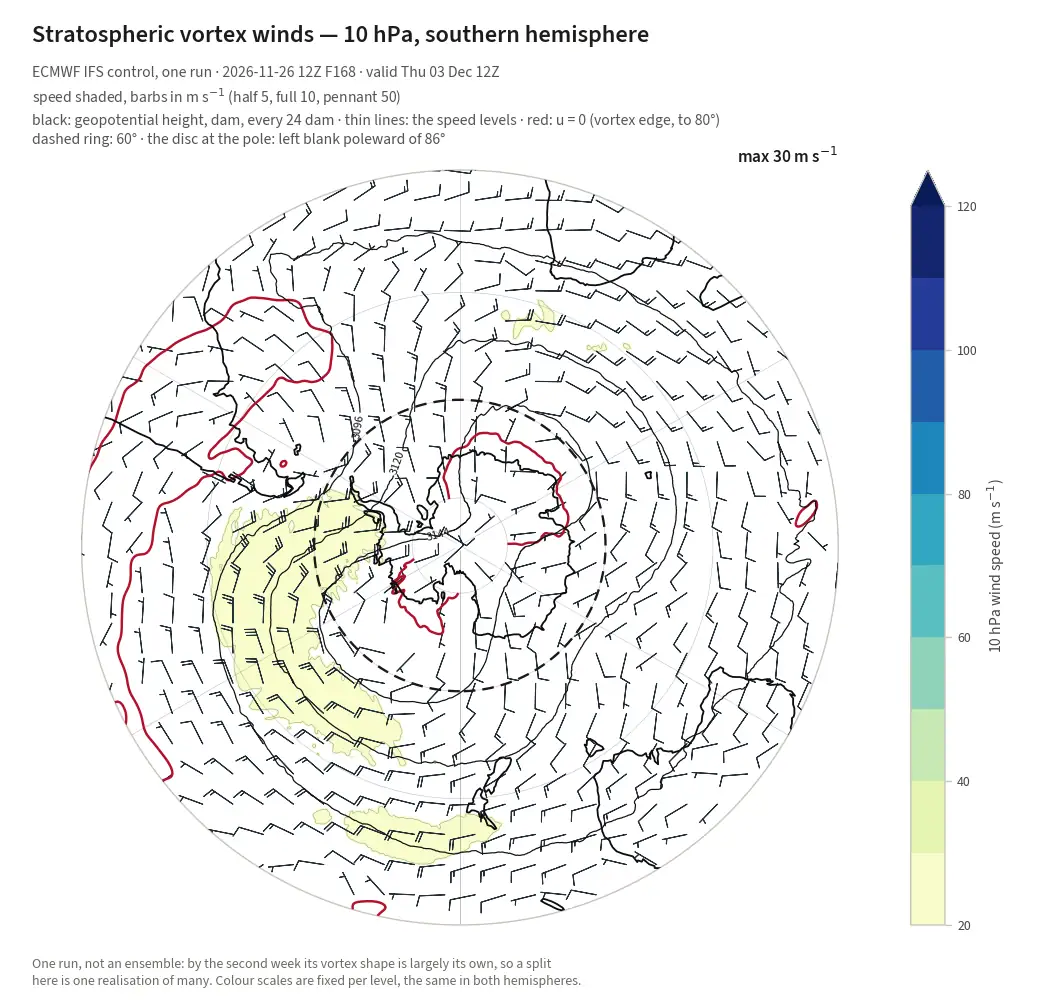 Stratospheric vortex winds — 10 hPa, southern hemisphere
ECMWF IFS control, one run · 2026-11-26 12Z F168 · valid Thu 03 Dec 12Z
speed shaded, barbs in m s⁻¹ (half 5, full 10, pennant 50)
black: geopotential height, dam, every 24 dam · thin lines: the speed levels · red: u = 0 (vortex edge, to 80°)
dashed ring: 60° · the disc at the pole: left blank poleward of 86°
max 30 m s⁻¹
120
100
80
60
40
20
10 hPa wind speed (m s⁻¹)
3096
3120
One run, not an ensemble: by the second week its vortex shape is largely its own, so a split
here is one realisation of many. Colour scales are fixed per level, the same in both hemispheres.